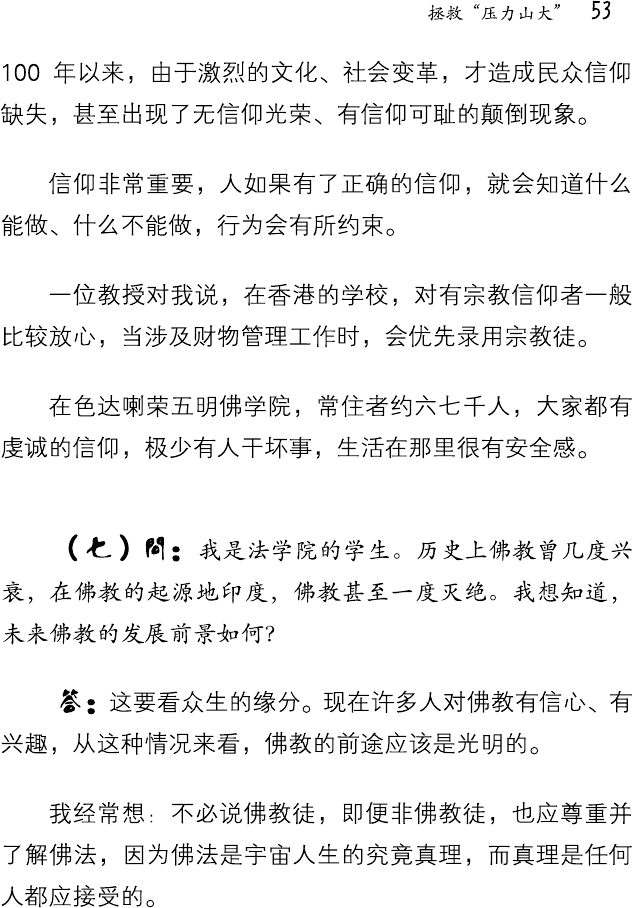 拯救“压力山大” 53
100 年以来，由于激烈的文化、社会变革，才造成民众信仰
缺失，甚至出现了无信仰光荣、有信仰可耻的颠倒现象。
信仰非常重要，人如果有了正确的信仰，就会知道什么
能做、什么不能做，行为会有所约束。
一位教授对我说，在香港的学校，对有宗教信仰者一般
比较放心，当涉及财物管理工作时，会优先录用宗教徒。
在色达喇荣五明佛学院，常住者约六七千人，大家都有
虔诚的信仰，极少有人干坏事，生活在那里很有安全感。
（七）問：我是法学院的学生。历史上佛教曾几度兴
衰，在佛教的起源地印度，佛教甚至一度灭绝。我想知道，
未来佛教的发展前景如何？
答：这要看众生的缘分。现在许多人对佛教有信心、有
兴趣，从这种情况来看，佛教的前途应该是光明的。
我经常想：不必说佛教徒，即便非佛教徒，也应尊重并
了解佛法，因为佛法是宇宙人生的究竟真理，而真理是任何
人都应接受的。